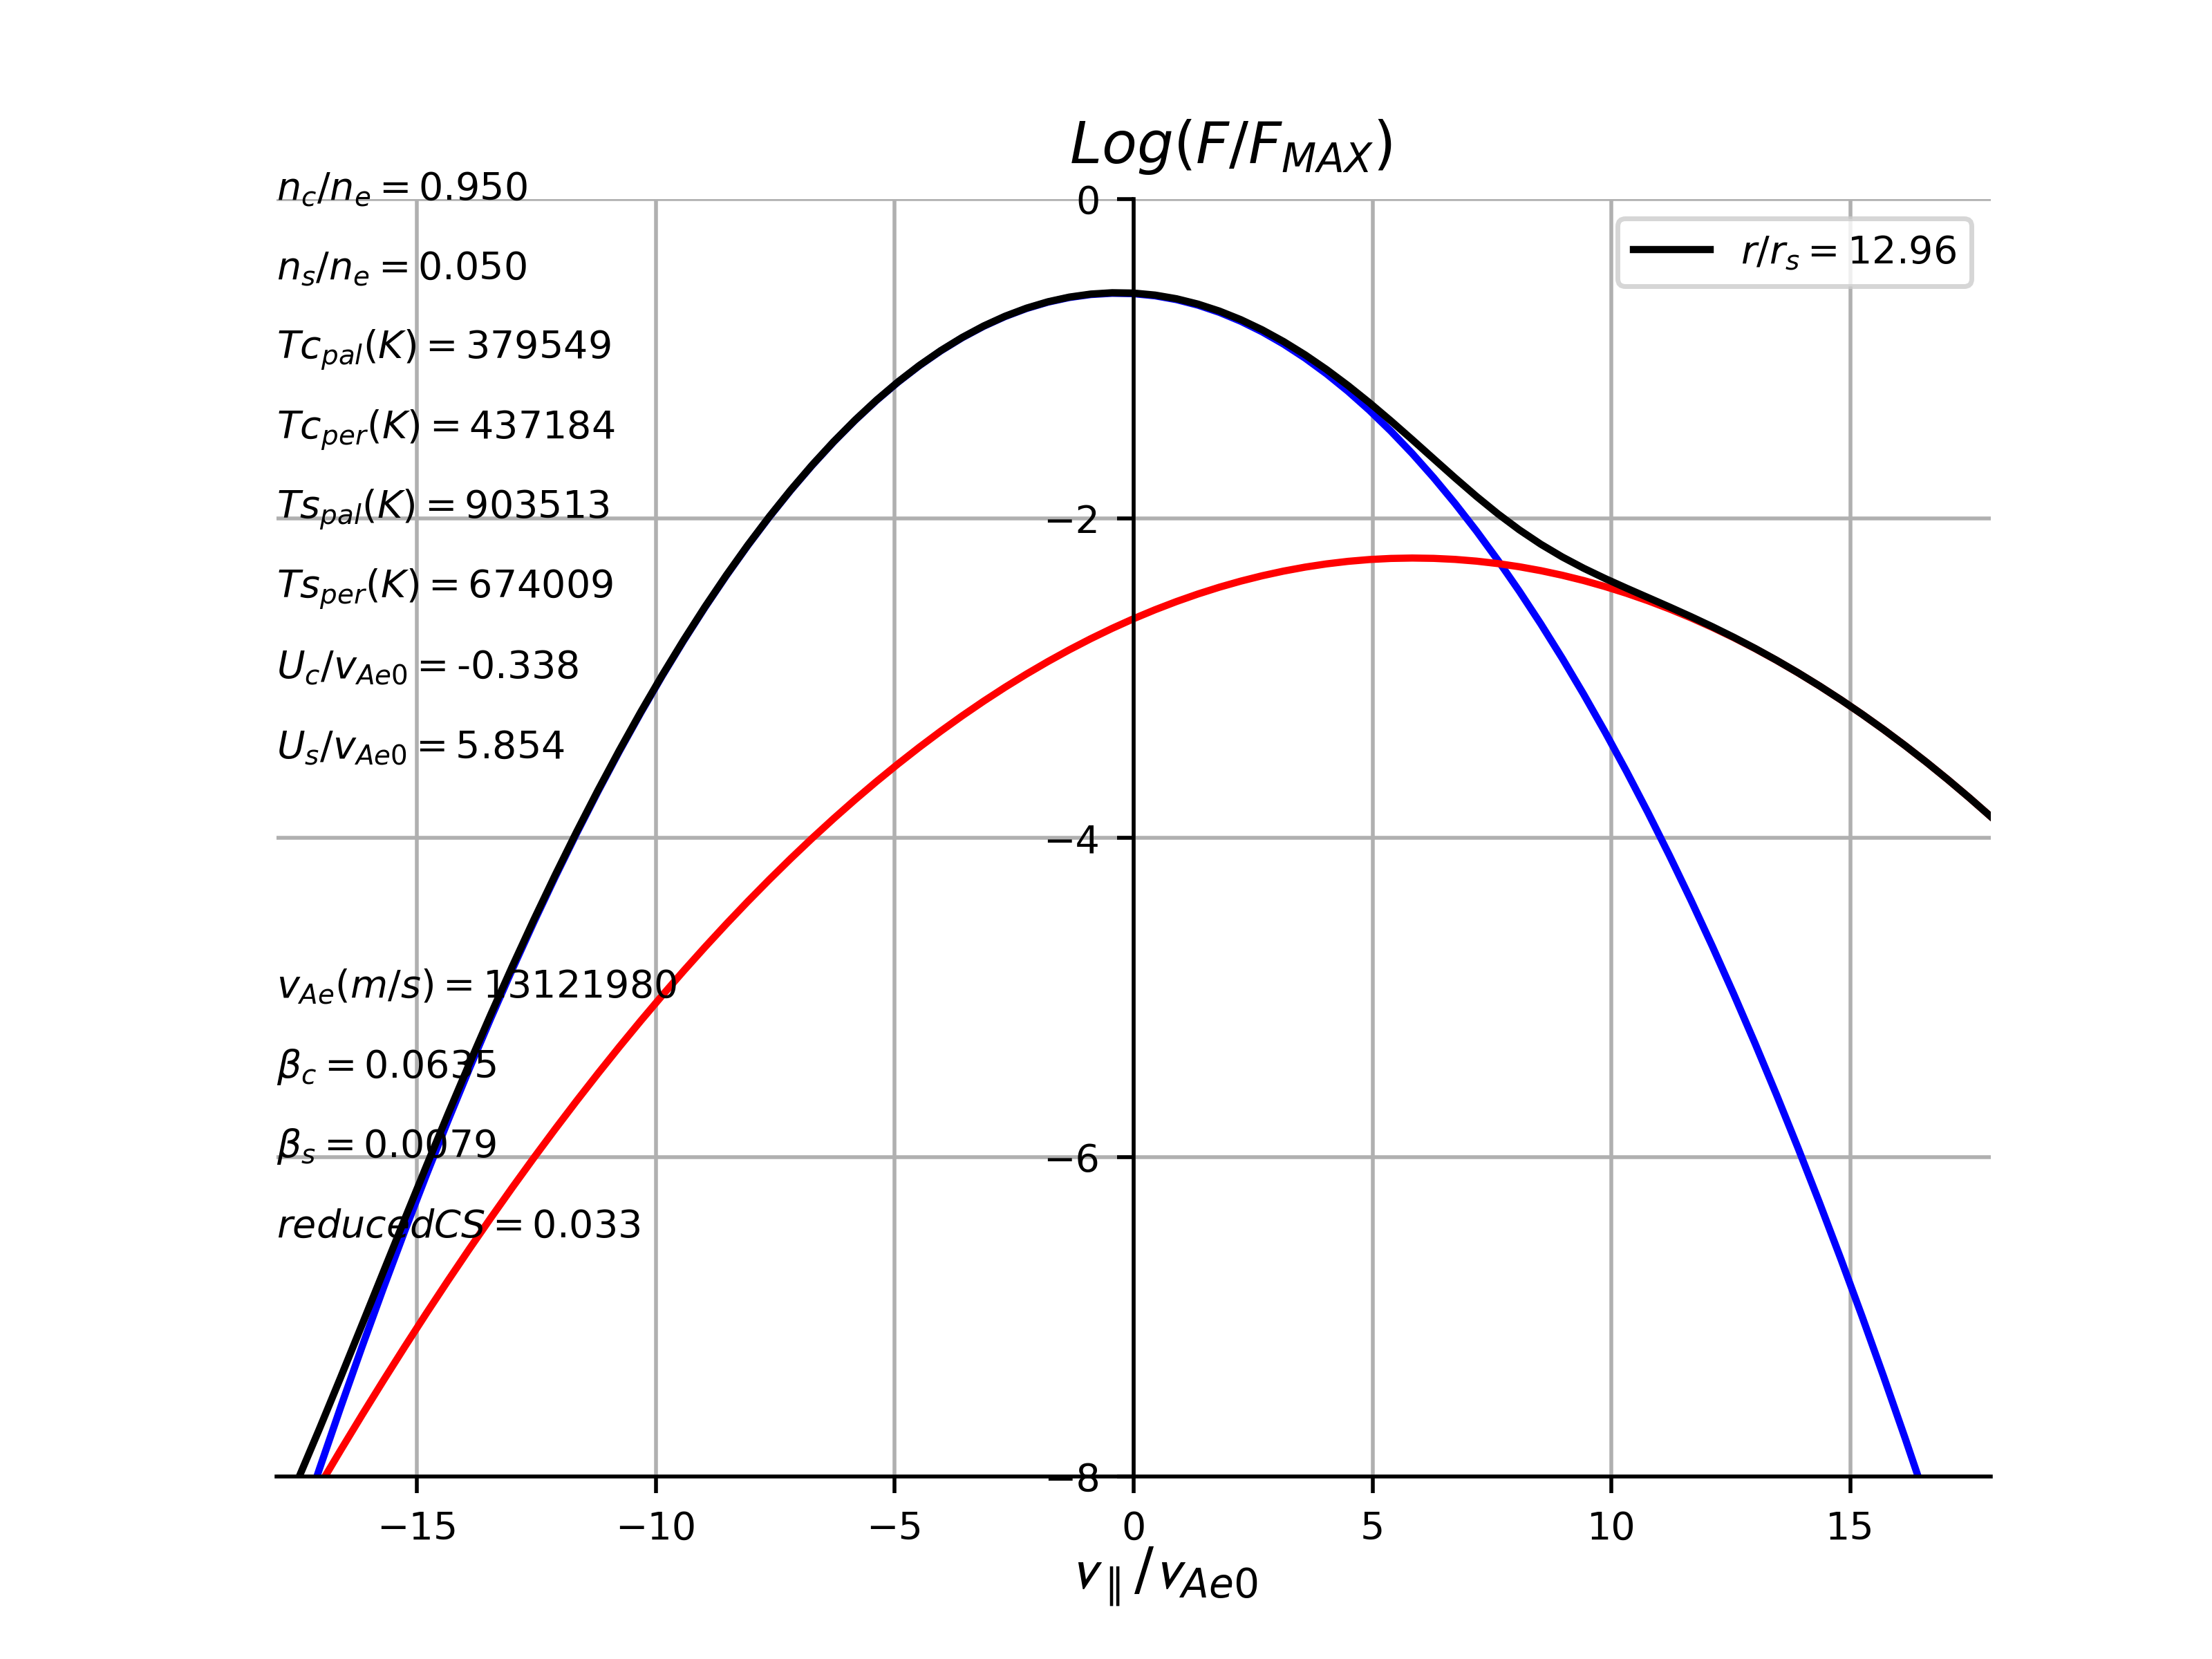 Log(F/F_MAX)
n_c/n_e = 0.950
0
r/r_s = 12.96
n_s/n_e = 0.050
Tc_pal(K) = 379549
Tc_per(K) = 437184
Ts_pal(K) = 903513
−2
Ts_per(K) = 674009
U_c/v_Ae0 = -0.338
U_s/v_Ae0 = 5.854
−4
v_Ae(m/s) = 13121980
β_c = 0.0635
β_s = 0.0079
−6
reducedCS = 0.033
−8
−15 −10 −5 0 5 10 15
v_∥/v_Ae0